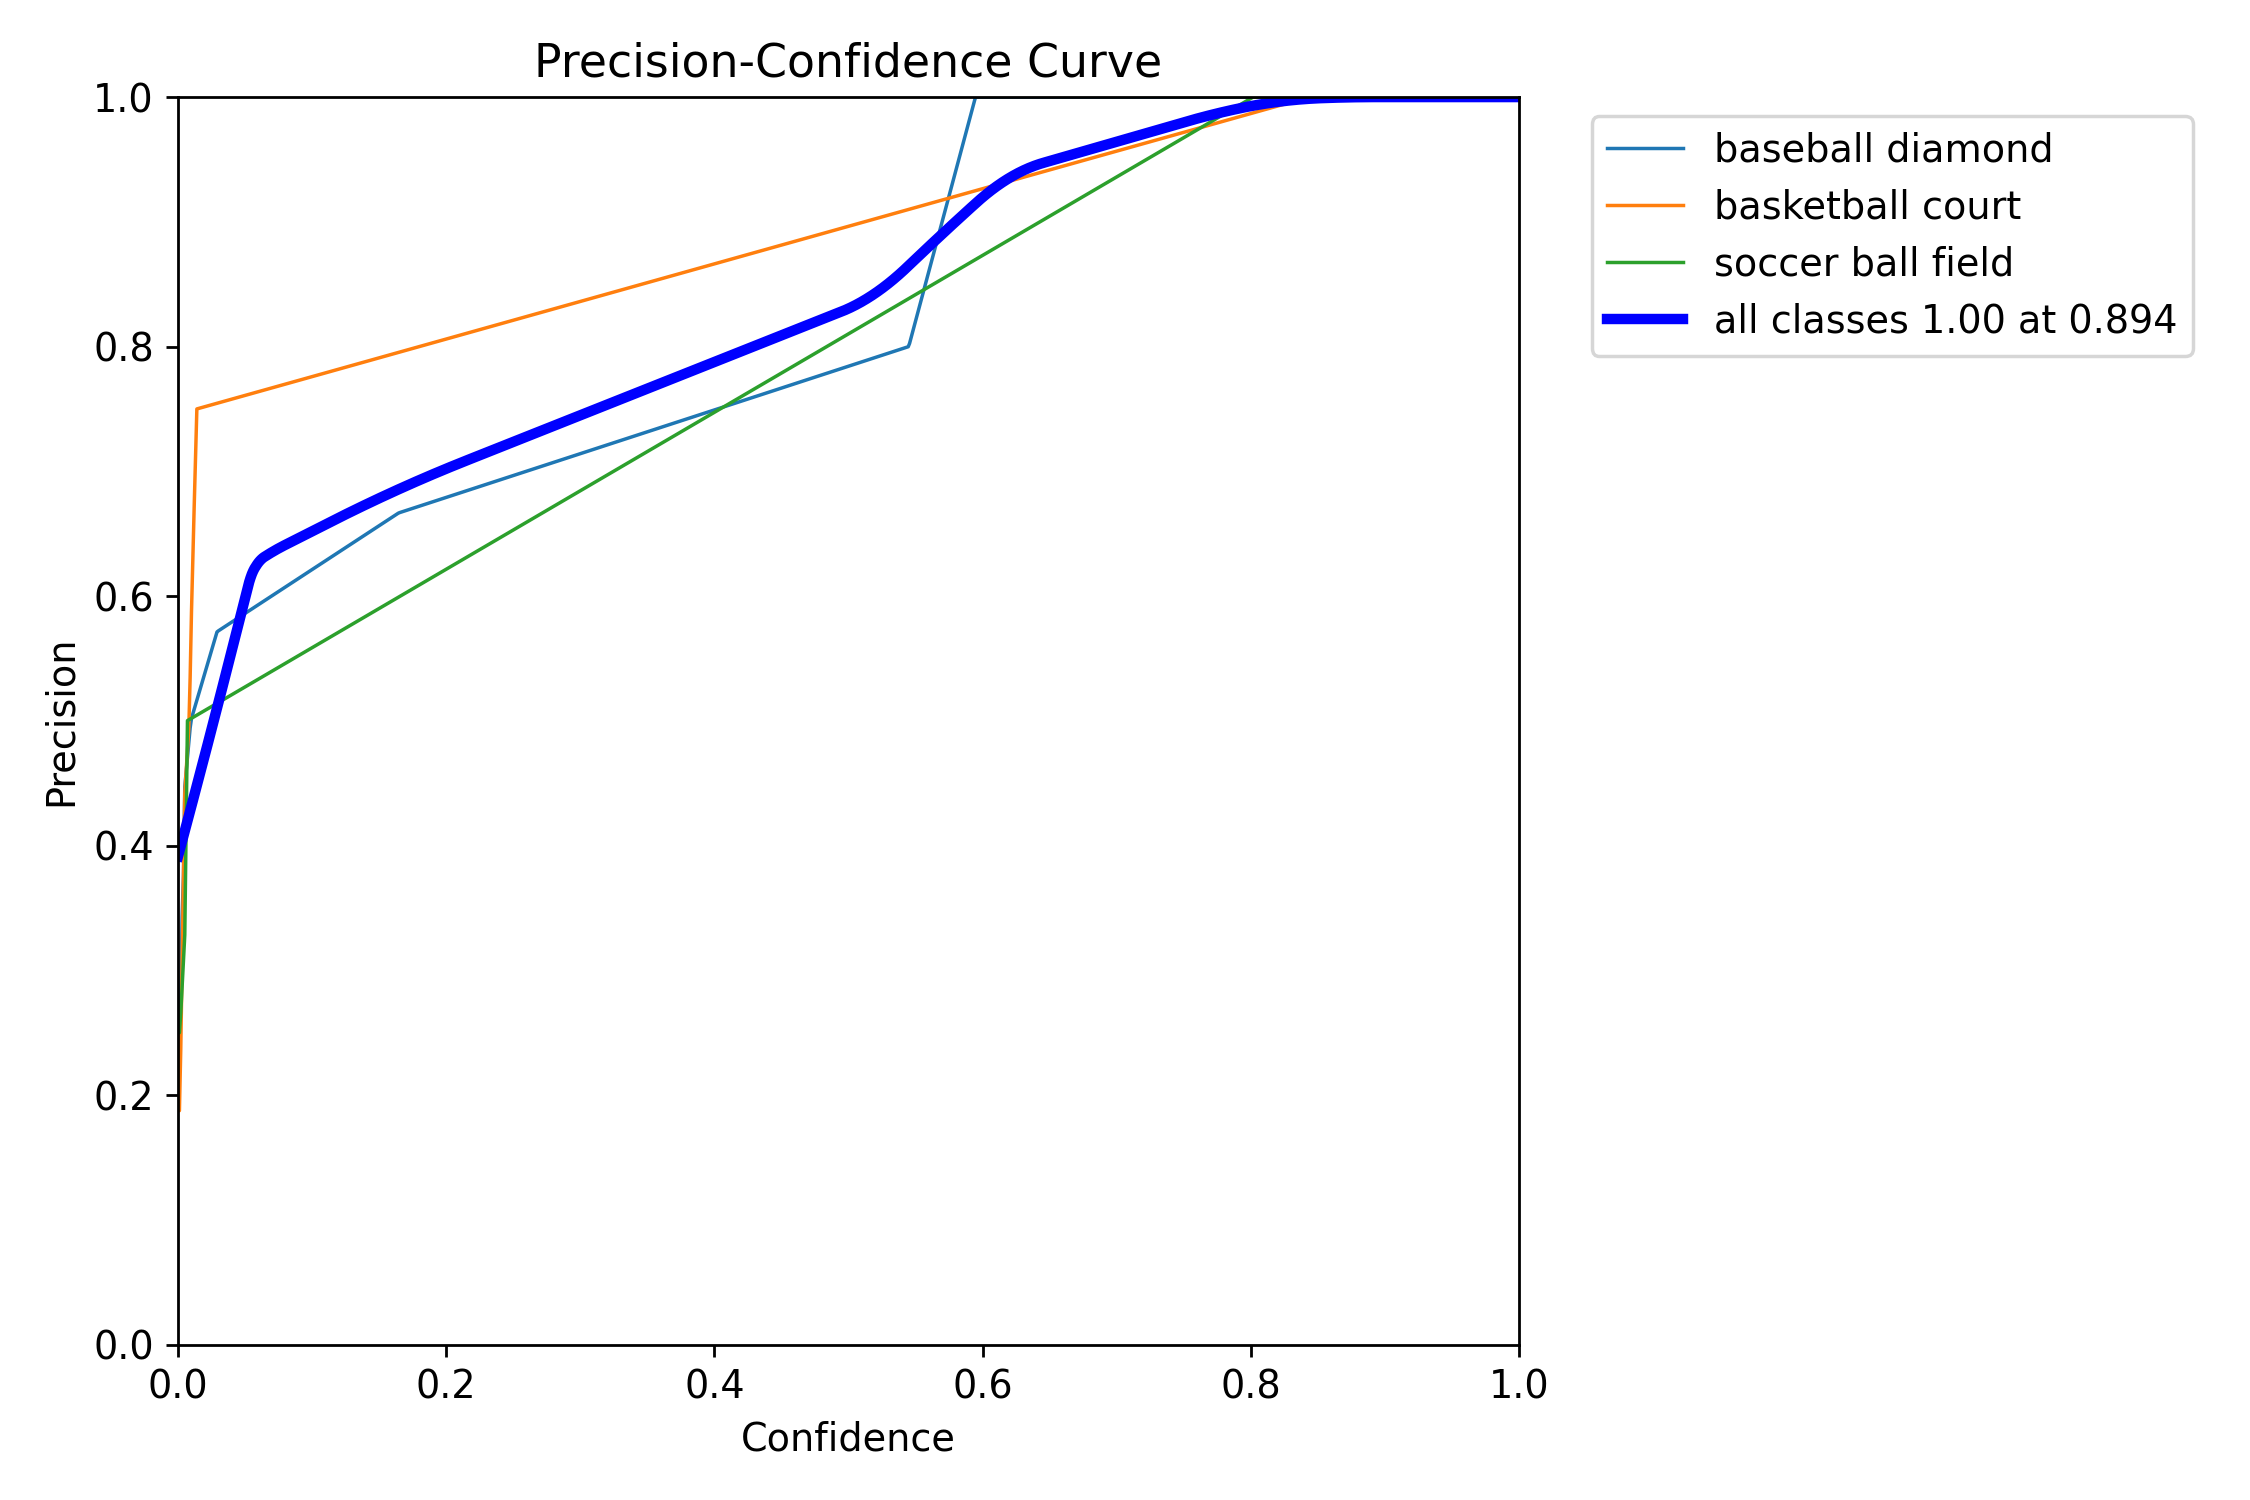 Precision-Confidence Curve
1.0
0.8
0.6
0.4
0.2
0.0
Precision
0.0 0.2 0.4 0.6 0.8 1.0
Confidence
baseball diamond
basketball court
soccer ball field
all classes 1.00 at 0.894